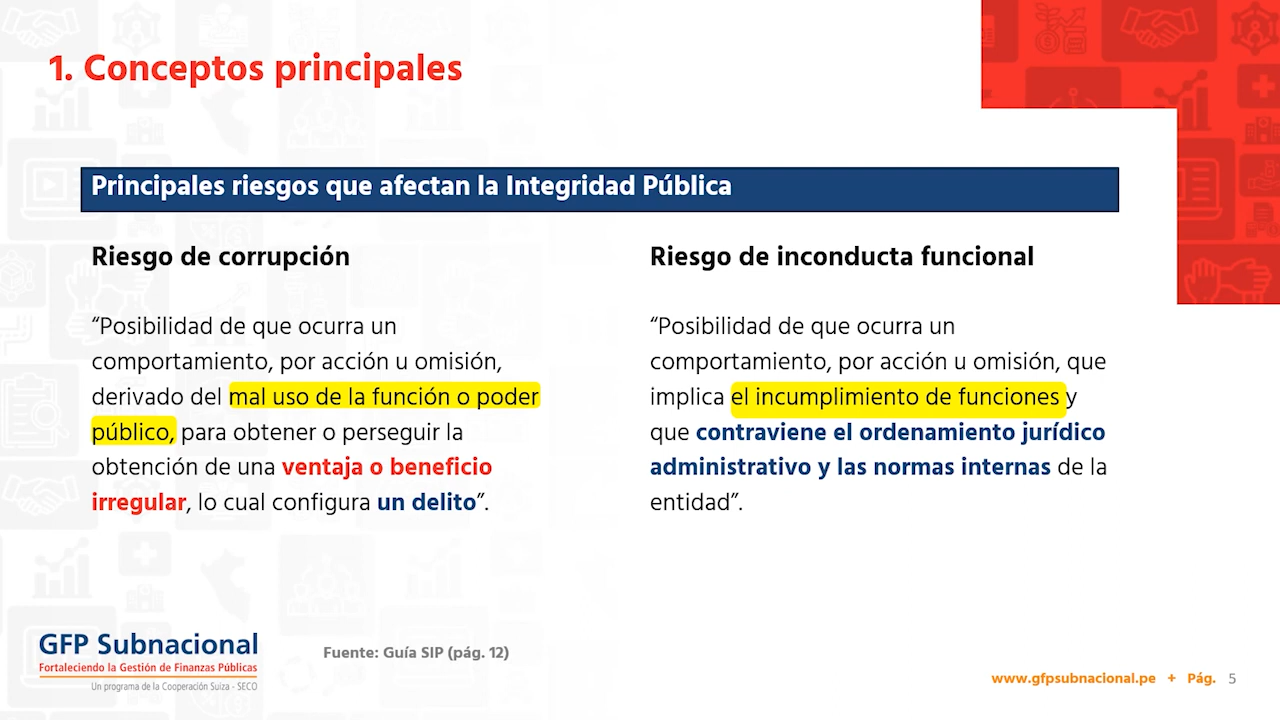 1. Conceptos principales
Principales riesgos que afectan la Integridad Pública
Riesgo de corrupción
“Posibilidad de que ocurra un
comportamiento, por acción u omisión,
derivado del mal uso de la función o poder
público, para obtener o perseguir la
obtención de una ventaja o beneficio
irregular, lo cual configura un delito”.
Riesgo de inconducta funcional
“Posibilidad de que ocurra un
comportamiento, por acción u omisión, que
implica el incumplimiento de funciones y
que contraviene el ordenamiento jurídico
administrativo y las normas internas de la
entidad”.
GFP Subnacional
Fortaleciendo la Gestión de Finanzas Públicas
Un programa de la Cooperación Suiza - SECO
Fuente: Guía SIP (pág. 12)
www.gfpsubnacional.pe + Pág. 5